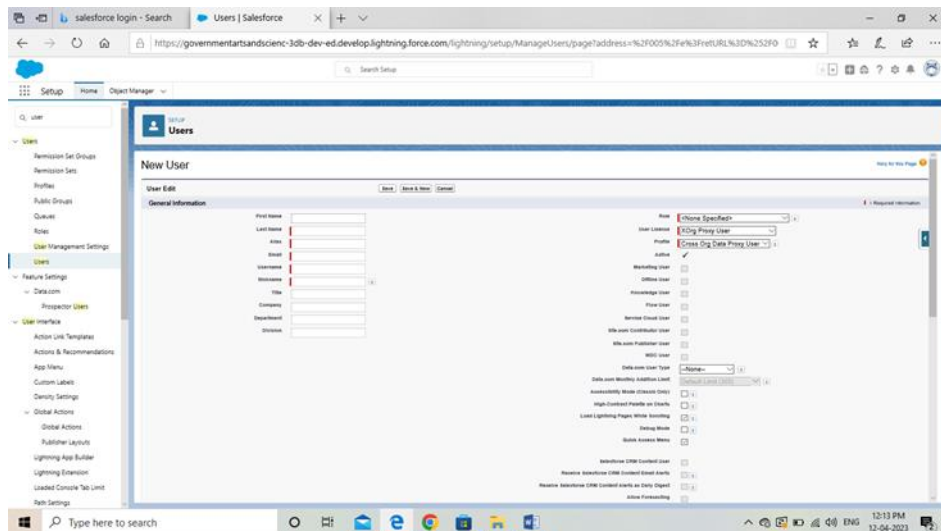 salesforce login - Search
Users | Salesforce
https://governmentartsandscienc-3db-dev-ed.develop.lightning.force.com/lightning/setup/ManageUsers/page?address=%2F005%2Fe%3FretURL%3D%252F0
Search Setup
Setup
Home
Object Manager
user
SETUP
Users
Users
Permission Set Groups
Permission Sets
Profiles
Public Groups
Queues
Roles
User Management Settings
Users
Feature Settings
Data.com
Prospector Users
User Interface
Action Link Templates
Actions & Recommendations
App Menu
Custom Labels
Density Settings
Global Actions
Global Actions
Publisher Layouts
Lightning App Builder
Lightning Extension
Loaded Console Tab Limit
Path Settings
New User
Help for this Page
User Edit
Save
Save & New
Cancel
General Information
= Required Information
First Name
Last Name
Alias
Email
Username
Nickname
Title
Company
Department
Division
Role
<None Specified>
User License
XOrg Proxy User
Profile
Cross Org Data Proxy User
Active
Marketing User
Offline User
Knowledge User
Flow User
Service Cloud User
Site.com Contributor User
Site.com Publisher User
WDC User
Data.com User Type
--None--
Data.com Monthly Addition Limit
Default Limit (300)
Accessibility Mode (Classic Only)
High-Contrast Palette on Charts
Load Lightning Pages While Scrolling
Debug Mode
Quick Access Menu
Salesforce CRM Content User
Receive Salesforce CRM Content Email Alerts
Receive Salesforce CRM Content Alerts as Daily Digest
Allow Forecasting
Type here to search
ENG
12:13 PM
12-04-2023